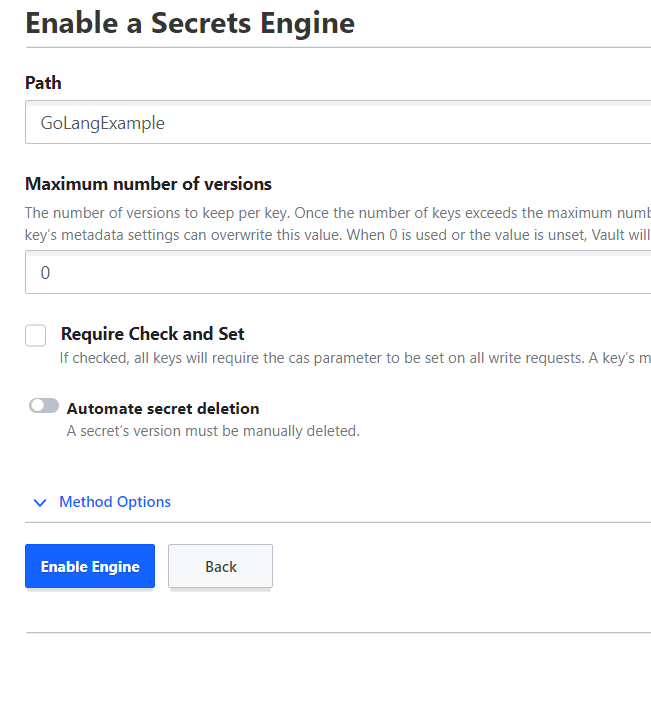 Enable a Secrets Engine
Path
GoLangExample
Maximum number of versions
The number of versions to keep per key. Once the number of keys exceeds the maximum numb
key’s metadata settings can overwrite this value. When 0 is used or the value is unset, Vault will
0
Require Check and Set
If checked, all keys will require the cas parameter to be set on all write requests. A key’s m
Automate secret deletion
A secret’s version must be manually deleted.
Method Options
Enable Engine
Back